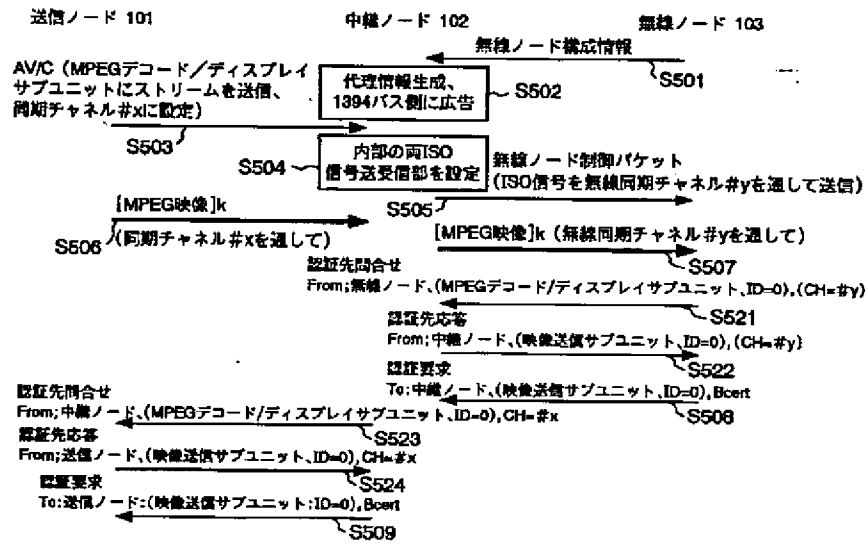 送信ノード 101
中継ノード 102
無線ノード 103
無線ノード構成情報
S501
AV/C（MPEGデコード／ディスプレイ
サブユニットにストリームを送信、
同期チャネル#xに設定）
代理情報生成、
1394バス側に広告
S502
S503
S504
内部の両ISO
信号送受信部を設定
無線ノード制御パケット
(ISO信号を無線同期チャネル#yを通して送信)
S505
[MPEG映像]k
(同期チャネル#xを通して)
S506
[MPEG映像]k（無線同期チャネル#yを通して）
S507
認証先問合せ
From;無線ノード、(MPEGデコード/ディスプレイサブユニット、ID=0),(CH=#y)
S521
認証先応答
From;中継ノード、(映像送信サブユニット、ID=0),(CH=#y)
S522
認証要求
To:中継ノード、(映像送信サブユニット、ID=0),Bcert
S508
認証先問合せ
From;中継ノード、(MPEGデコード/ディスプレイサブユニット、ID=0),CH=#x
S523
認証先応答
From;送信ノード、(映像送信サブユニット、ID=0),CH=#x
S524
認証要求
To:送信ノード:(映像送信サブユニット:ID=0),Bcert
S509